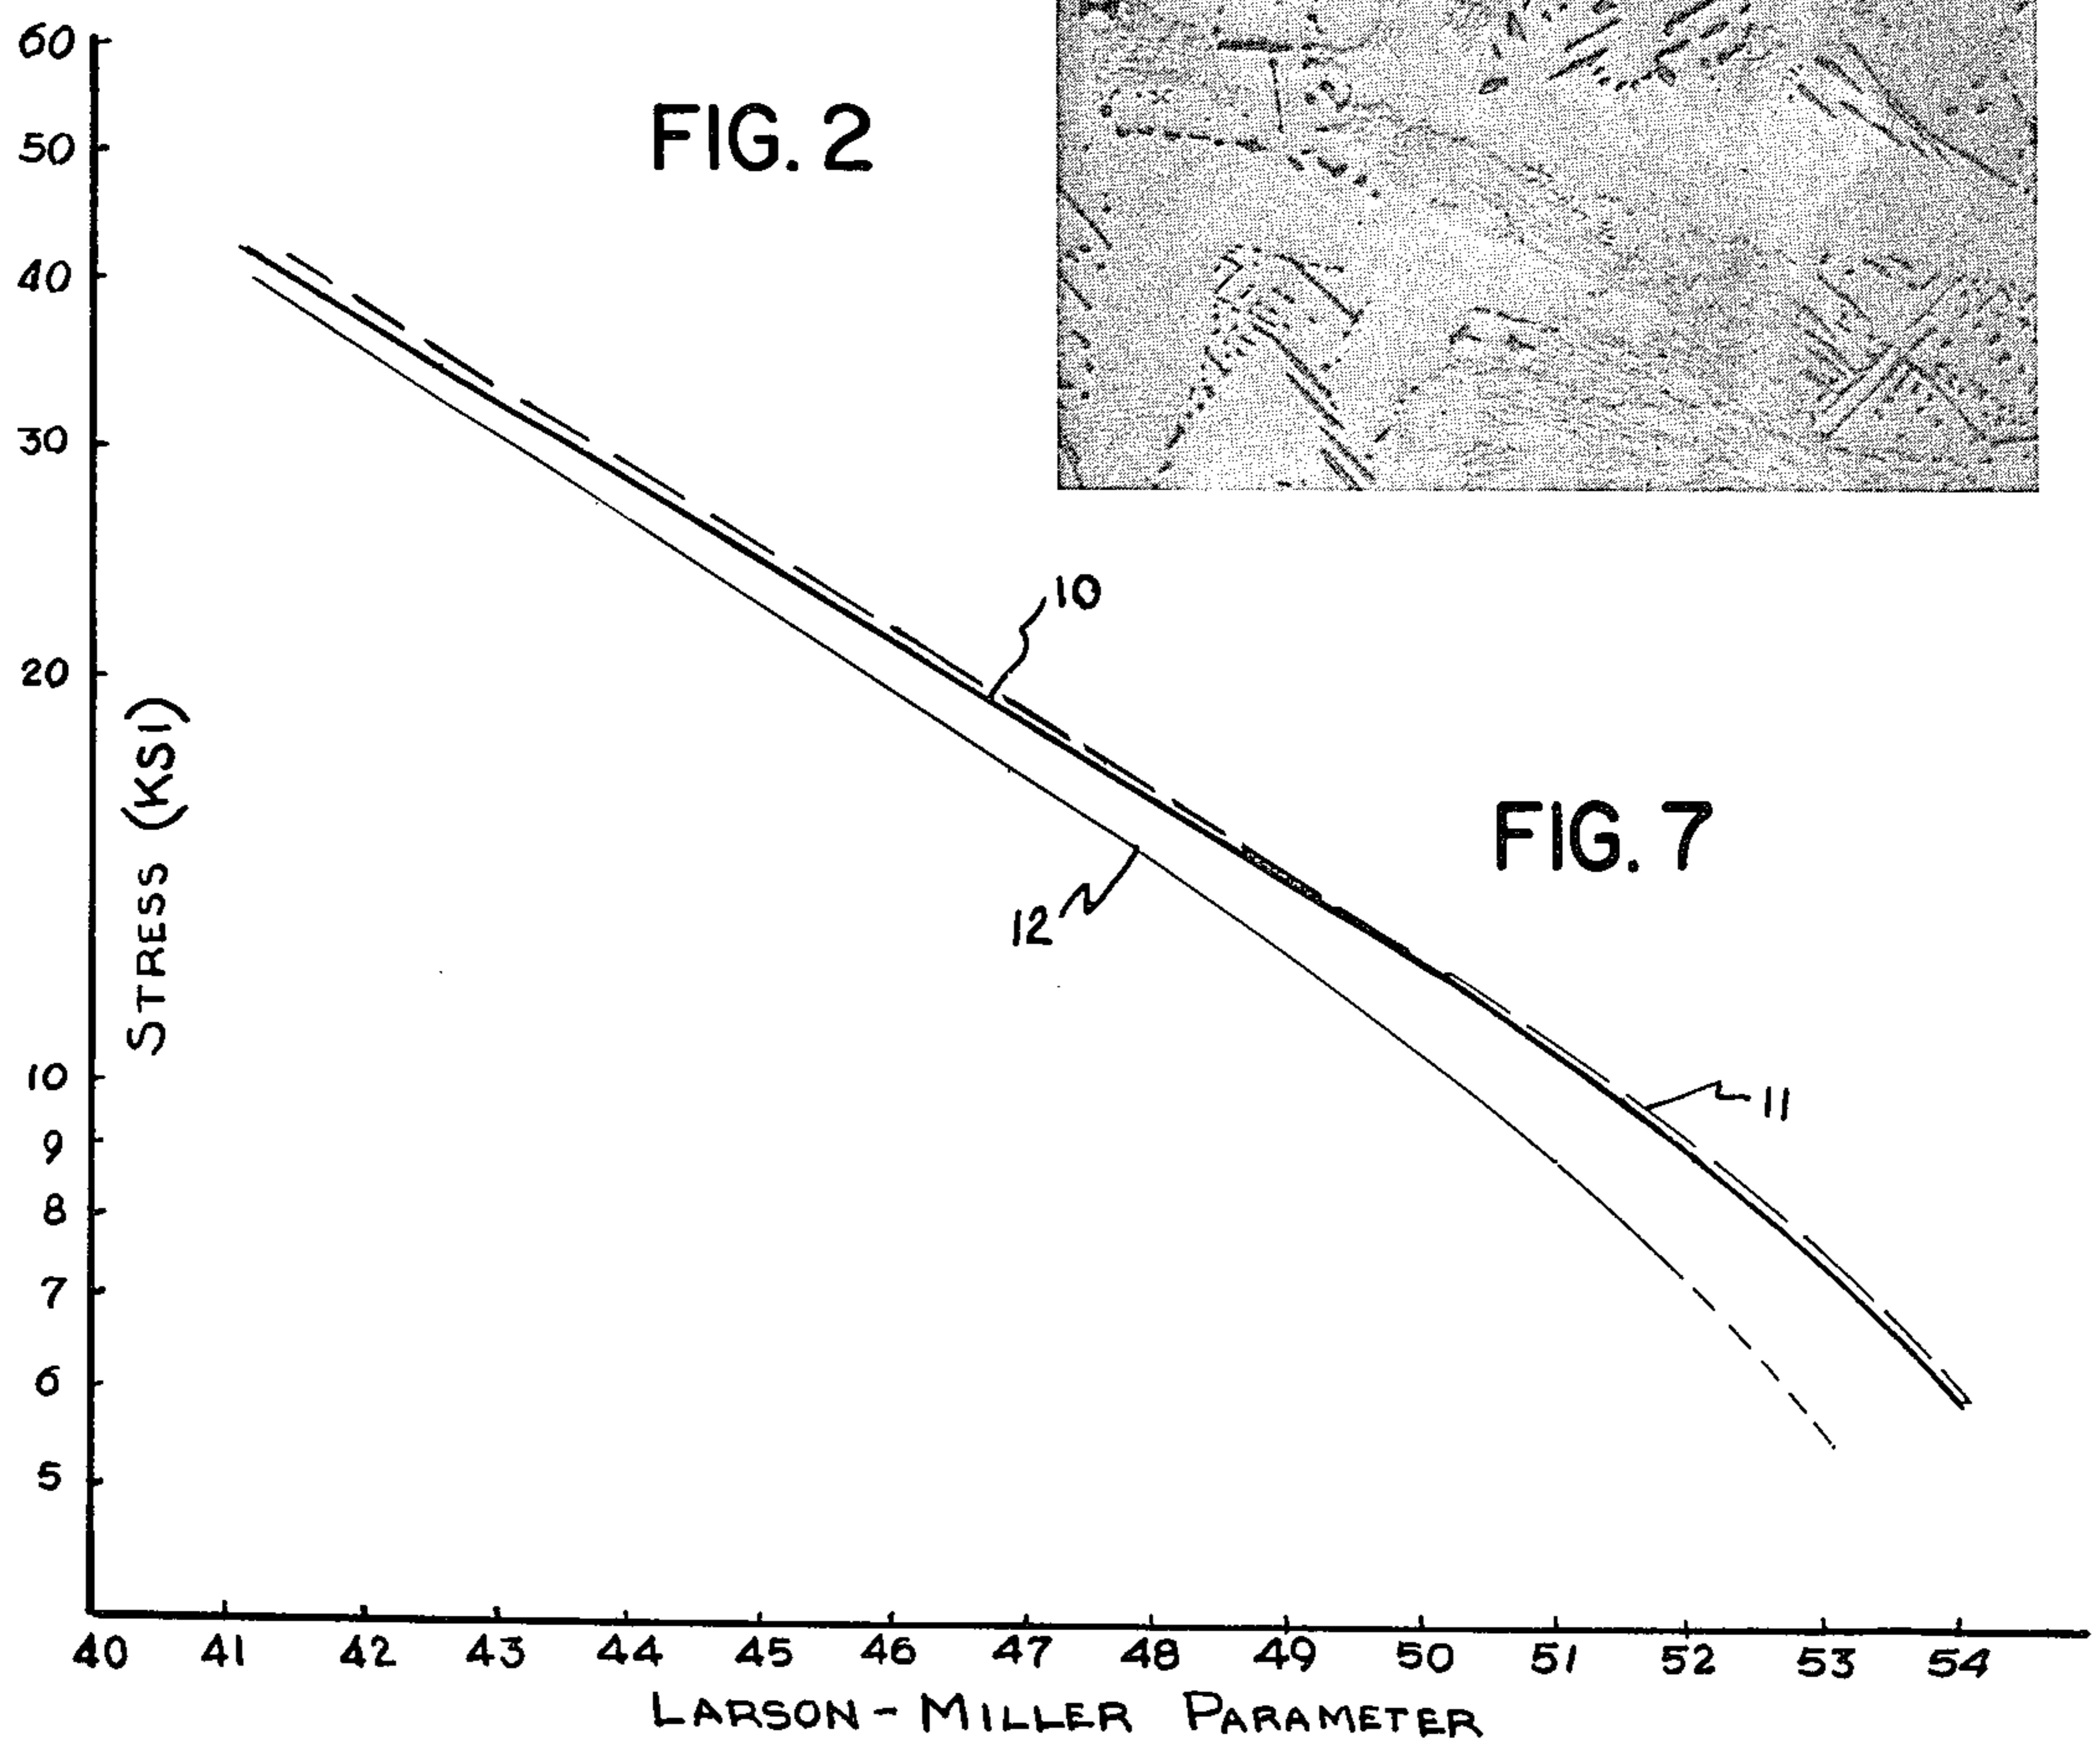 FIG. 2
60
50
40
30
20
10
9
8
7
6
5
STRESS (KSI)
10
12
11
FIG. 7
40 41 42 43 44 45 46 47 48 49 50 51 52 53 54
LARSON-MILLER PARAMETER